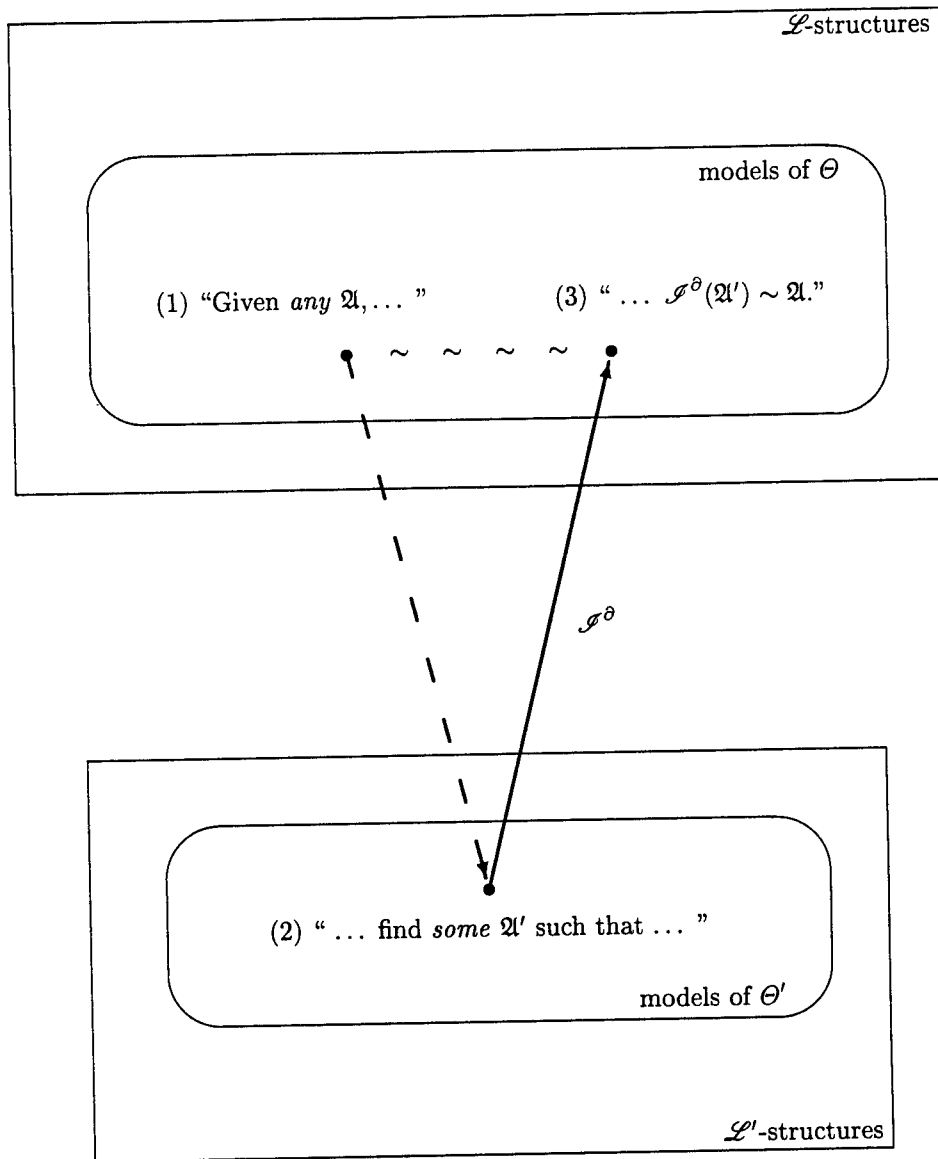 ℒ-structures
models of Θ
(1) “Given any 𝔄, … ”
(3) “ … ℐ^∂(𝔄′) ∼ 𝔄.”
∼ ∼ ∼ ∼
ℐ^∂
(2) “ … find some 𝔄′ such that … ”
models of Θ′
ℒ′-structures